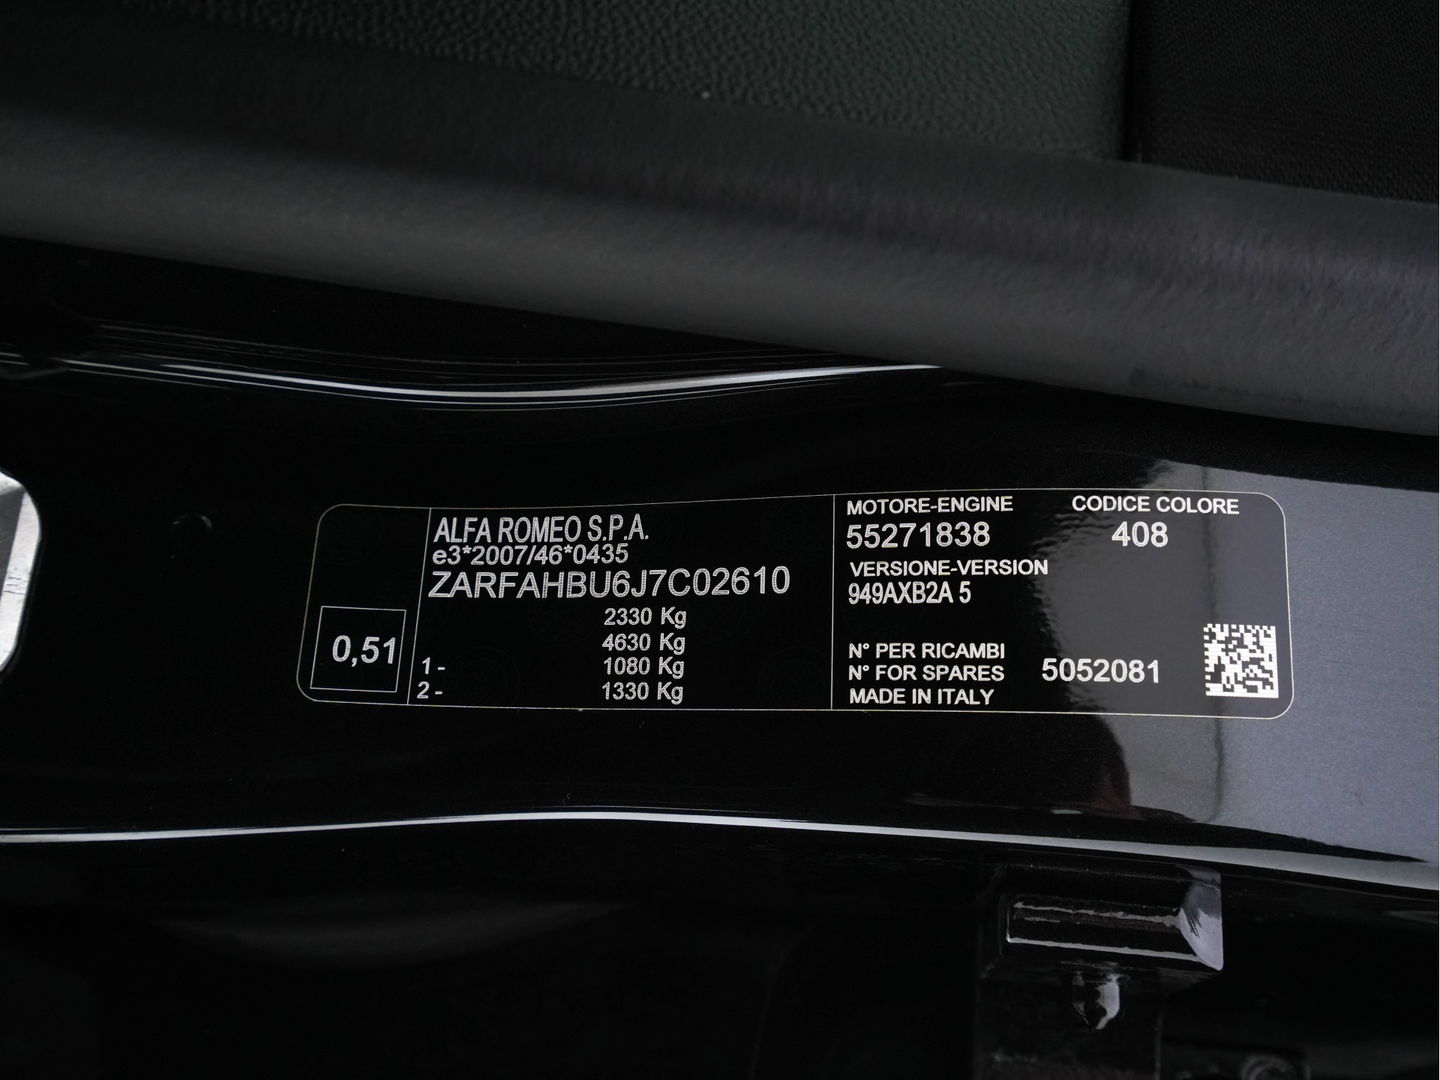 ALFA ROMEO S.P.A.
e3*2007/46*0435
ZARFAHBU6J7C02610
2330 Kg
4630 Kg
1- 1080 Kg
2- 1330 Kg
0,51
MOTORE-ENGINE
55271838
CODICE COLORE
408
VERSIONE-VERSION
949AXB2A 5
N° PER RICAMBI
N° FOR SPARES 5052081
MADE IN ITALY